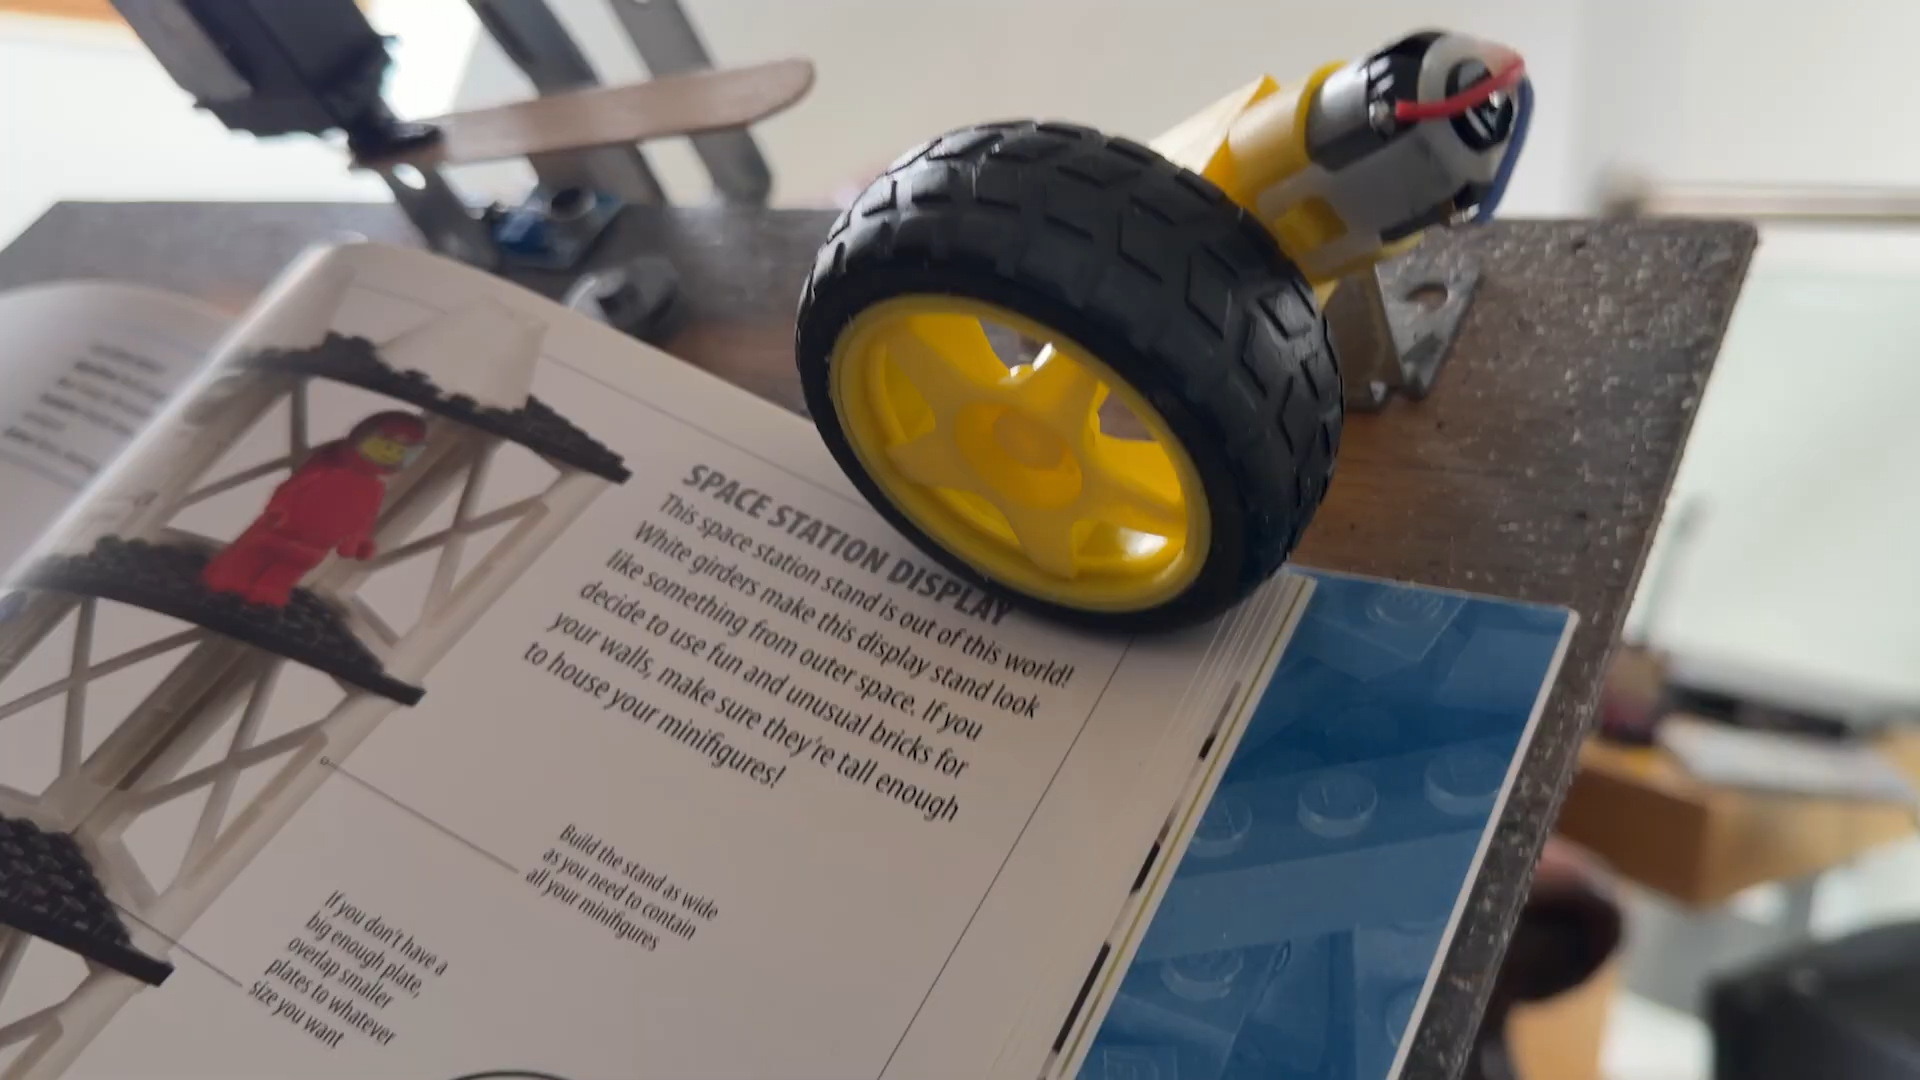 SPACE STATION DISPLAY
This space station stand is out of this world!
White girders make this display stand look
like something from outer space. If you
decide to use fun and unusual bricks for
your walls, make sure they're tall enough
to house your minifigures!
Build the stand as wide
as you need to contain
all your minifigures
If you don't have a
big enough plate,
overlap smaller
plates to whatever
size you want